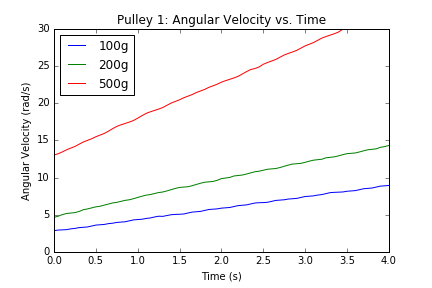 Pulley 1: Angular Velocity vs. Time
30
25
20
15
10
5
0
Angular Velocity (rad/s)
100g
200g
500g
0.0 0.5 1.0 1.5 2.0 2.5 3.0 3.5 4.0
Time (s)